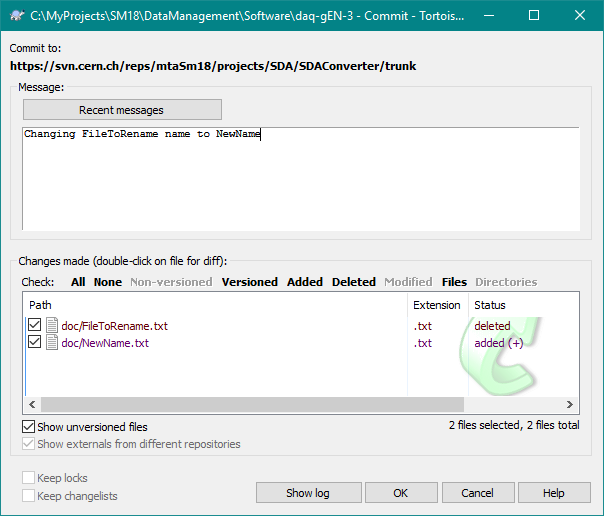 C:\MyProjects\SM18\DataManagement\Software\daq-gEN-3 - Commit - Tortois...
Commit to:
https://svn.cern.ch/reps/mtaSm18/projects/SDA/SDAConverter/trunk
Message:
Recent messages
Changing FileToRename name to NewName
Changes made (double-click on file for diff):
Check: All None Non-versioned Versioned Added Deleted Modified Files Directories
Path Extension Status
doc/FileToRename.txt .txt deleted
doc/NewName.txt .txt added (+)
Show unversioned files 2 files selected, 2 files total
Show externals from different repositories
Keep locks
Keep changelists
Show log OK Cancel Help